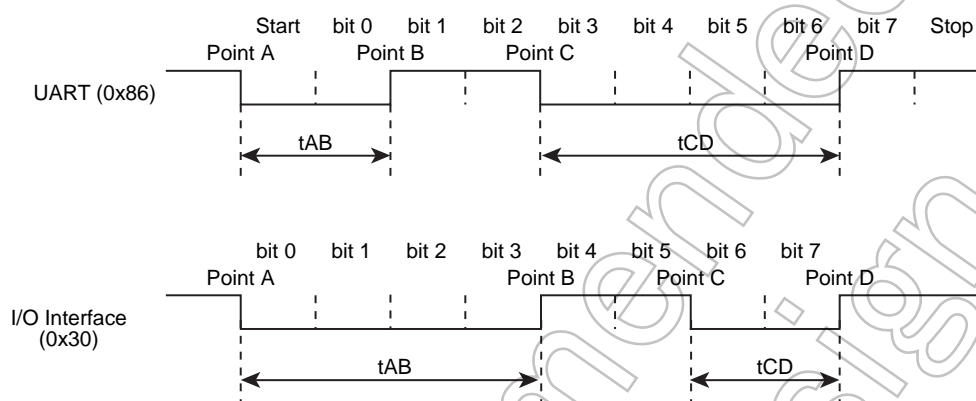 Start bit 0 bit 1 bit 2 bit 3 bit 4 bit 5 bit 6 bit 7 Stop
Point A Point B Point C Point D
UART (0x86)
tAB tCD
bit 0 bit 1 bit 2 bit 3 bit 4 bit 5 bit 6 bit 7
Point A Point B Point C Point D
I/O Interface
(0x30)
tAB tCD